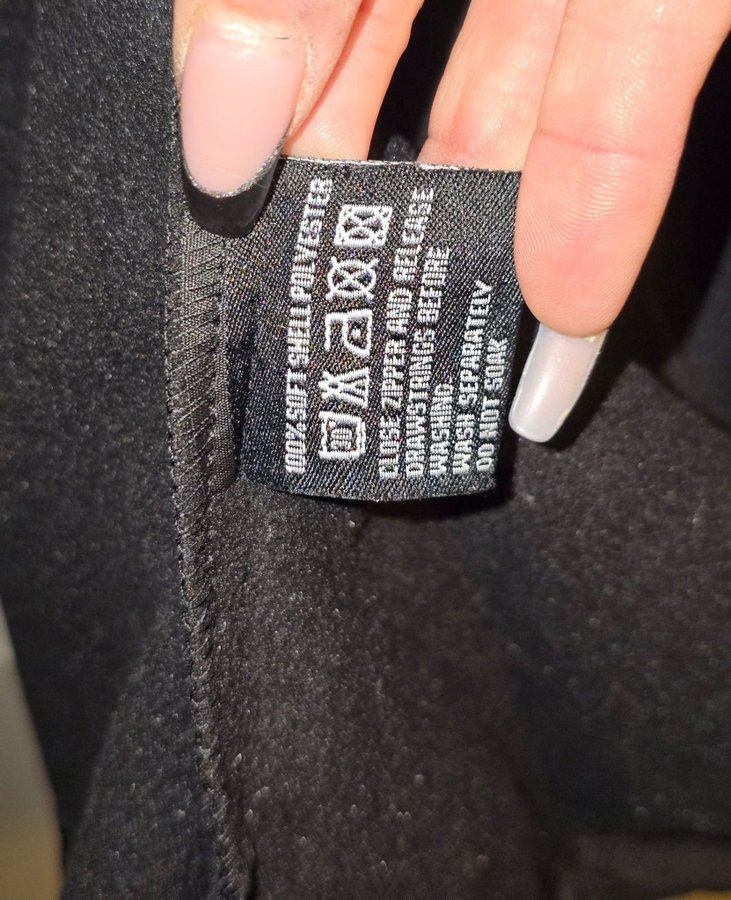 100% SOFT SHELL POLYESTER
CLOSE ZIPPER AND RELEASE
DRAWSTRINGS BEFORE
WASHING
WASH SEPARATELY
DO NOT SOAK